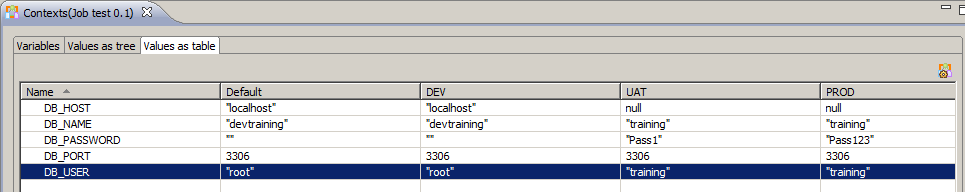 Contexts(Job test 0.1)
Variables Values as tree Values as table
Name Default DEV UAT PROD
DB_HOST "localhost" "localhost" null null
DB_NAME "devtraining" "devtraining" "training" "training"
DB_PASSWORD "" "" "Pass1" "Pass123"
DB_PORT 3306 3306 3306 3306
DB_USER "root" "root" "training" "training"